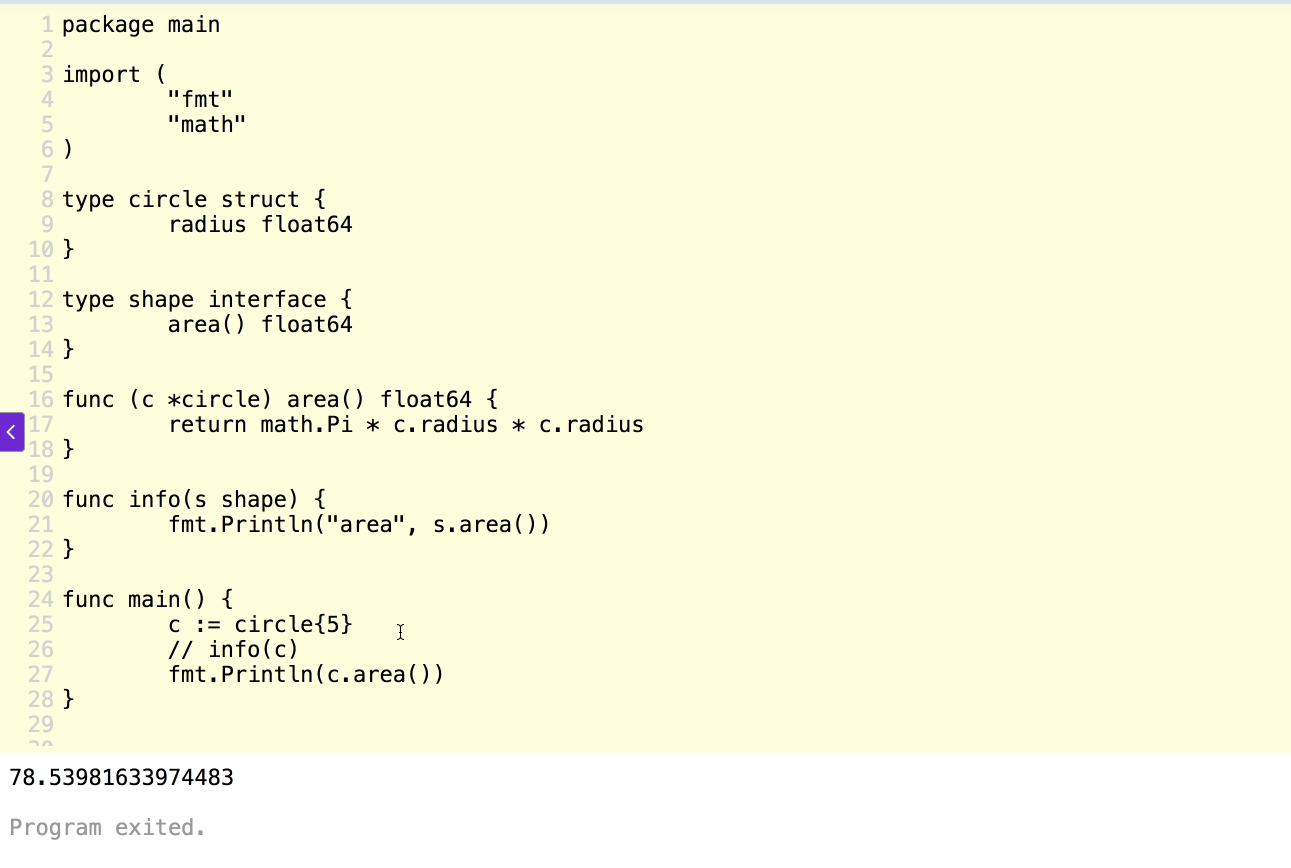 1 package main
2
3 import (
4 "fmt"
5 "math"
6 )
7
8 type circle struct {
9 radius float64
10 }
11
12 type shape interface {
13 area() float64
14 }
15
16 func (c *circle) area() float64 {
17 return math.Pi * c.radius * c.radius
18 }
19
20 func info(s shape) {
21 fmt.Println("area", s.area())
22 }
23
24 func main() {
25 c := circle{5}
26 // info(c)
27 fmt.Println(c.area())
28 }
29
78.53981633974483
Program exited.